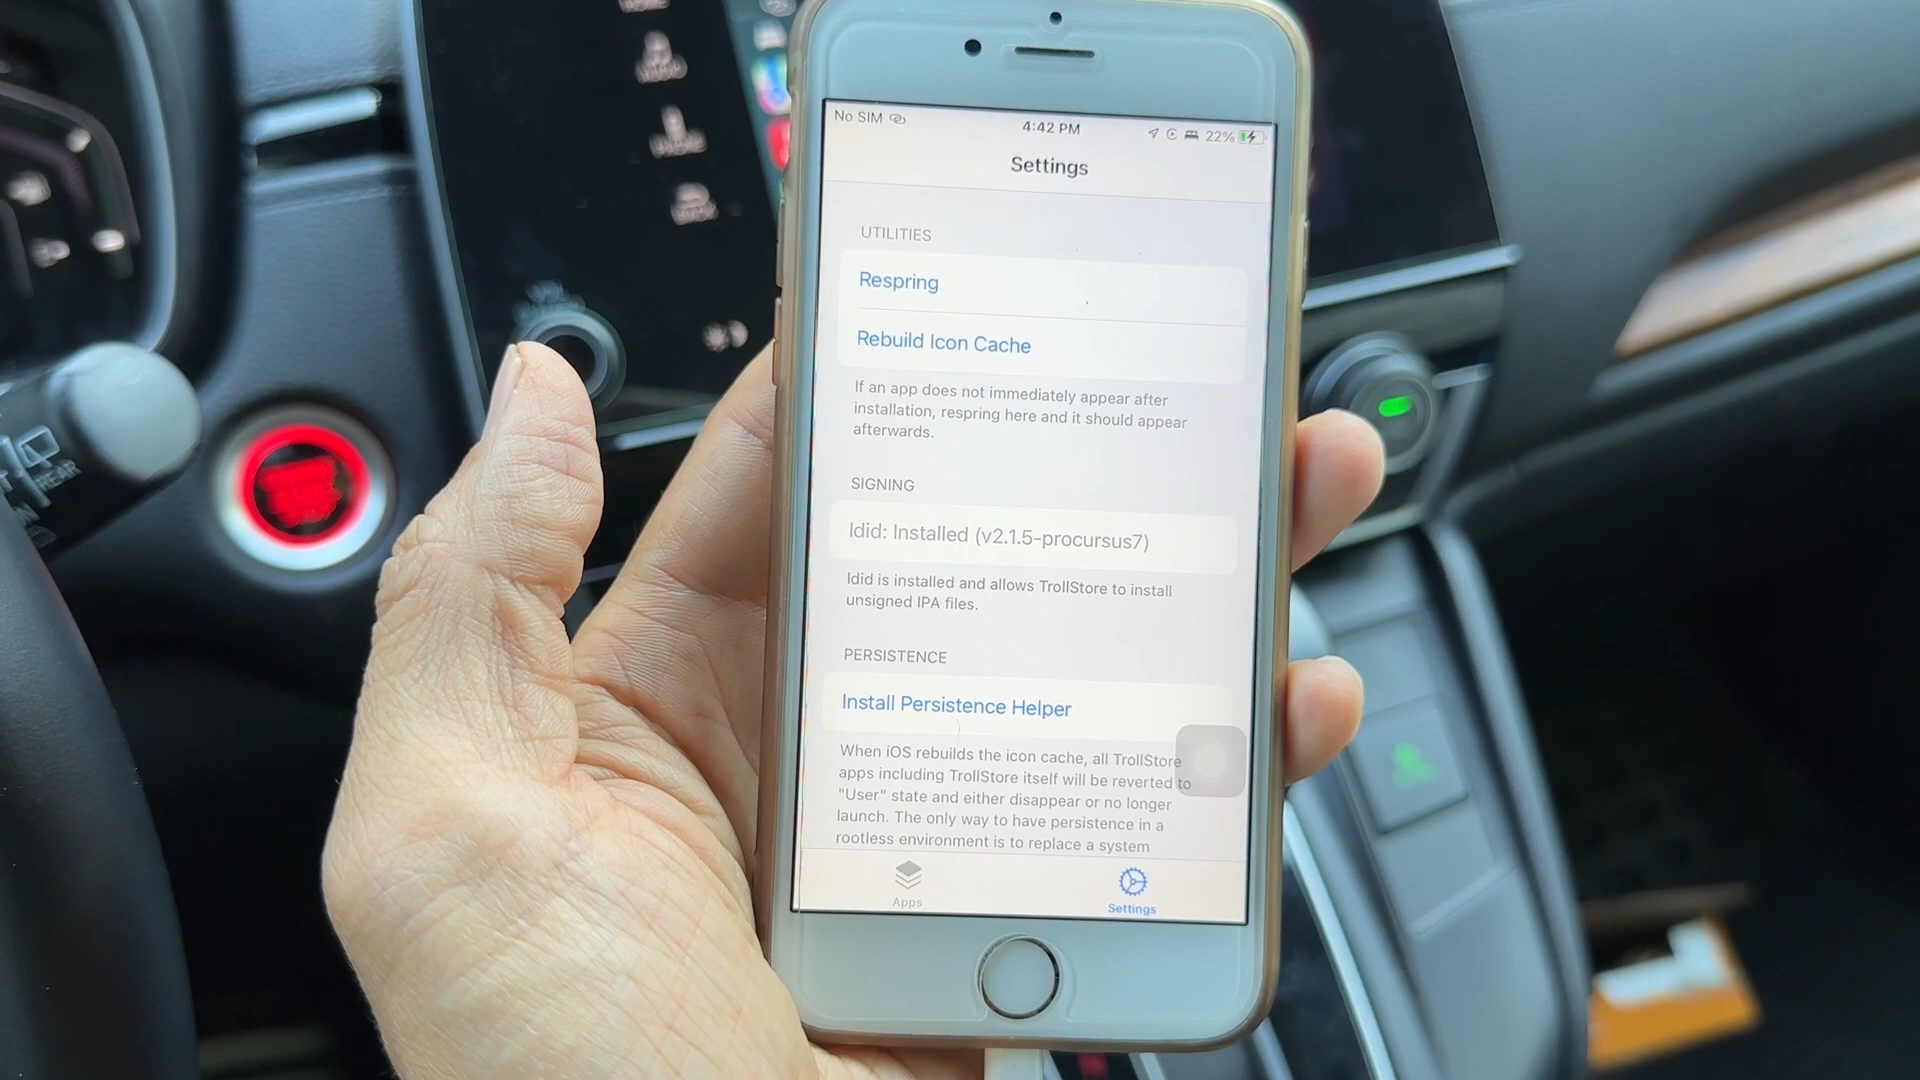 No SIM
4:42 PM
22%
Settings
UTILITIES
Respring
Rebuild Icon Cache
If an app does not immediately appear after
installation, respring here and it should appear
afterwards.
SIGNING
ldid: Installed (v2.1.5-procursus7)
ldid is installed and allows TrollStore to install
unsigned IPA files.
PERSISTENCE
Install Persistence Helper
When iOS rebuilds the icon cache, all TrollStore
apps including TrollStore itself will be reverted to
"User" state and either disappear or no longer
launch. The only way to have persistence in a
rootless environment is to replace a system
Apps
Settings
REAR